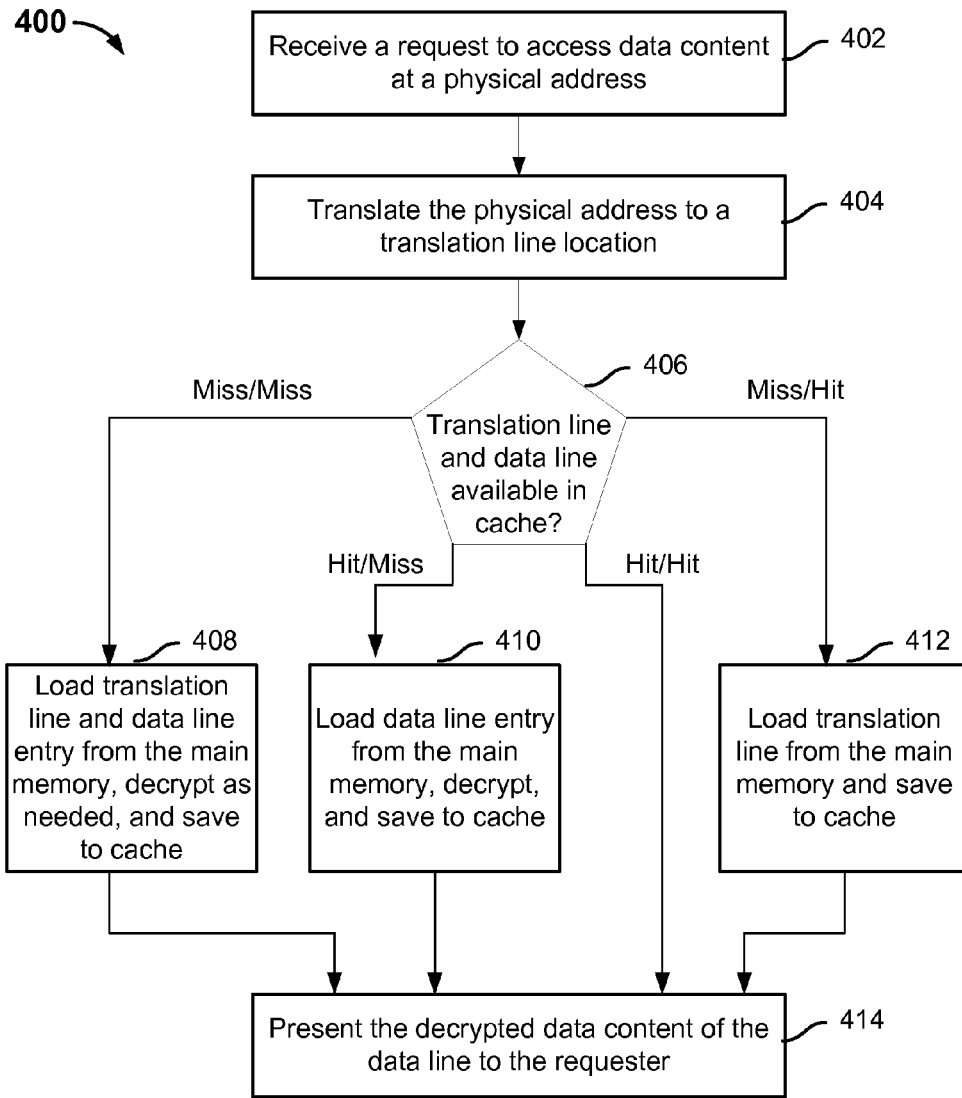 400
Receive a request to access data content
at a physical address
402
Translate the physical address to a
translation line location
404
406
Miss/Miss
Miss/Hit
Translation line
and data line
available in
cache?
Hit/Miss
Hit/Hit
408
Load translation
line and data line
entry from the main
memory, decrypt as
needed, and save
to cache
410
Load data line entry
from the main
memory, decrypt,
and save to cache
412
Load translation
line from the main
memory and save
to cache
Present the decrypted data content of the
data line to the requester
414